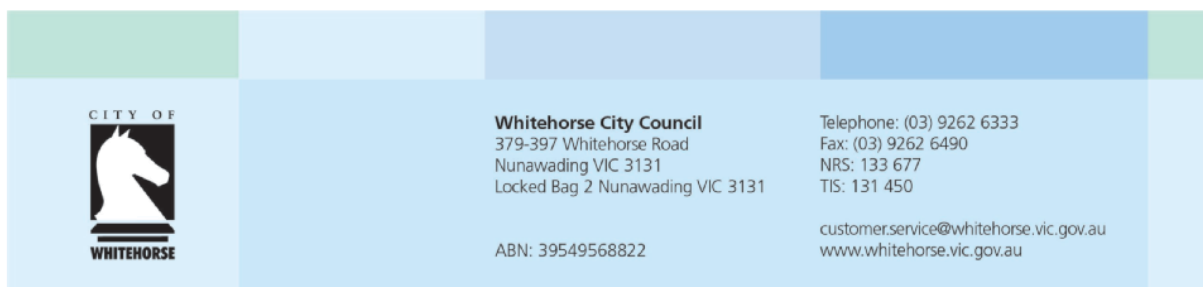 CITY OF
WHITEHORSE
Whitehorse City Council
379-397 Whitehorse Road
Nunawading VIC 3131
Locked Bag 2 Nunawading VIC 3131
ABN: 39549568822
Telephone: (03) 9262 6333
Fax: (03) 9262 6490
NRS: 133 677
TIS: 131 450
customer.service@whitehorse.vic.gov.au
www.whitehorse.vic.gov.au